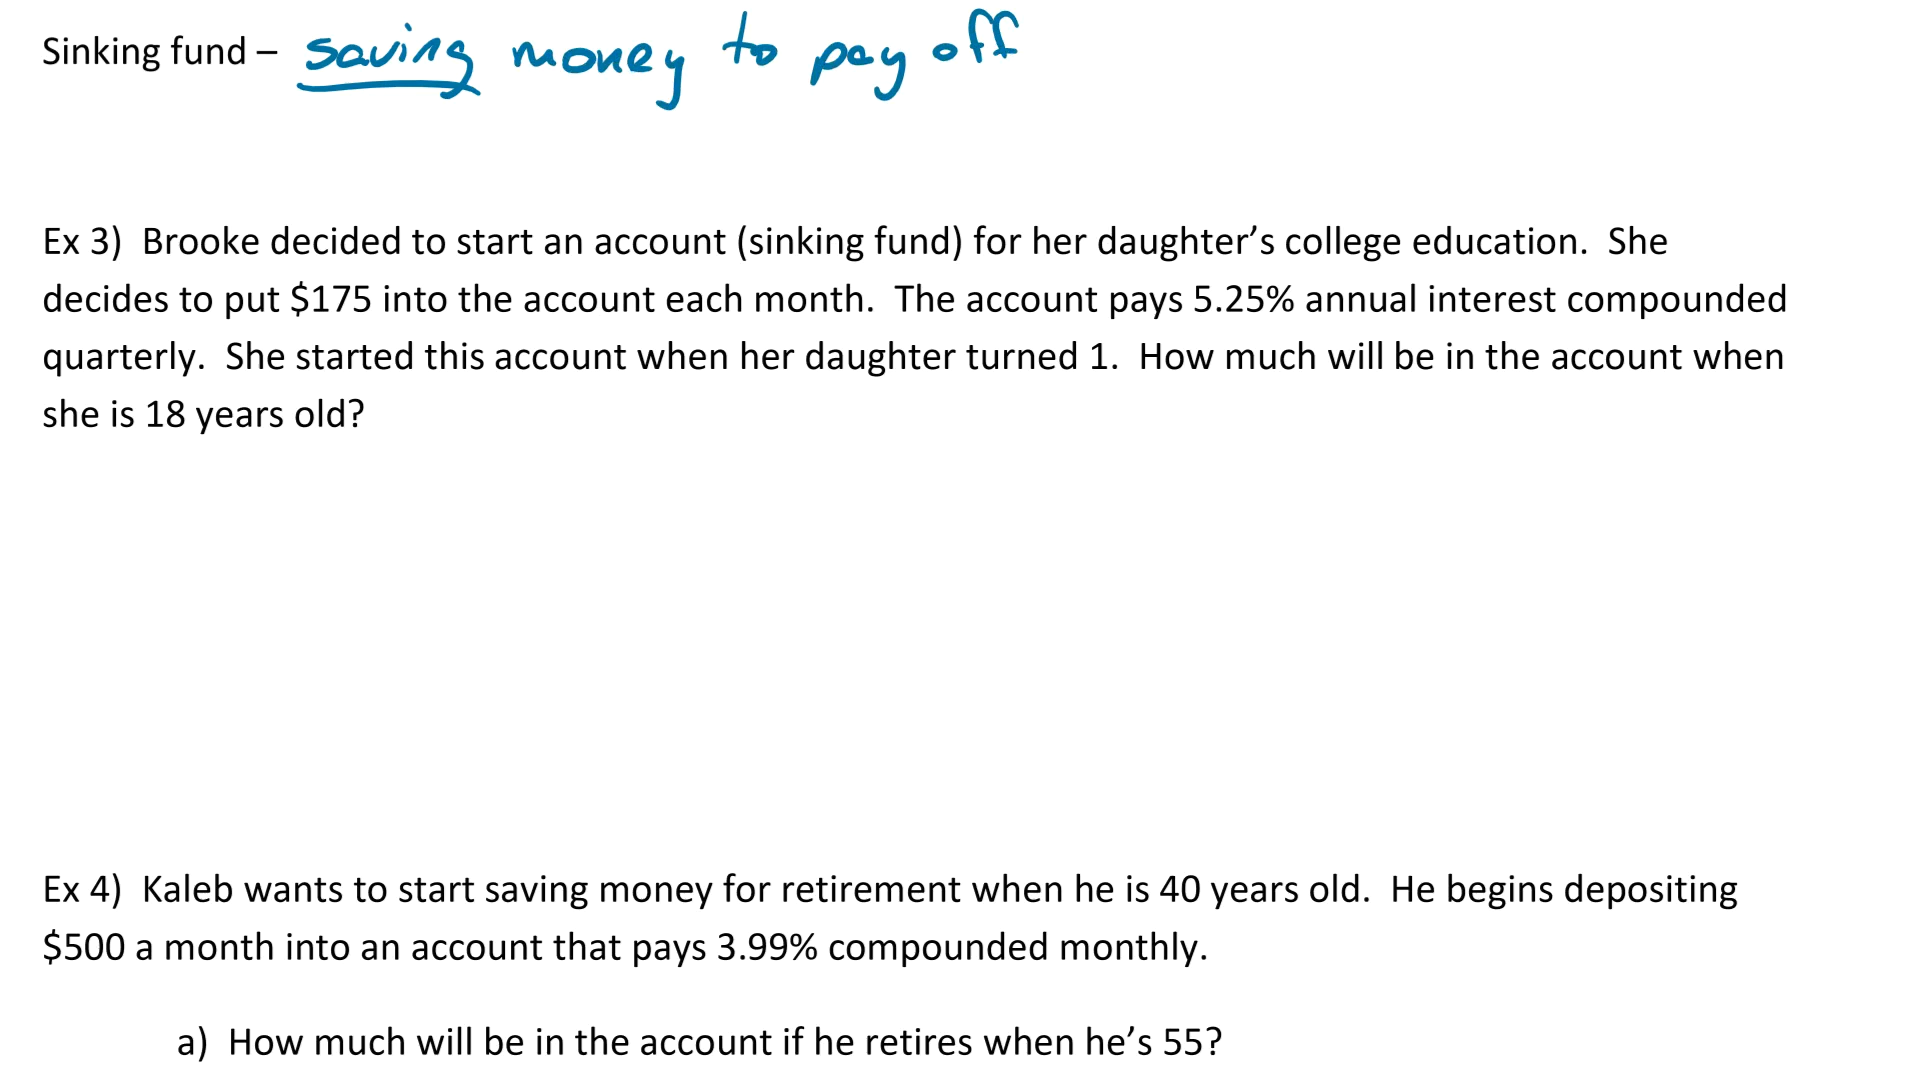 Sinking fund – saving money to pay off
Ex 3)  Brooke decided to start an account (sinking fund) for her daughter’s college education.  She
decides to put $175 into the account each month.  The account pays 5.25% annual interest compounded
quarterly.  She started this account when her daughter turned 1.  How much will be in the account when
she is 18 years old?
Ex 4)  Kaleb wants to start saving money for retirement when he is 40 years old.  He begins depositing
$500 a month into an account that pays 3.99% compounded monthly.
a)  How much will be in the account if he retires when he’s 55?